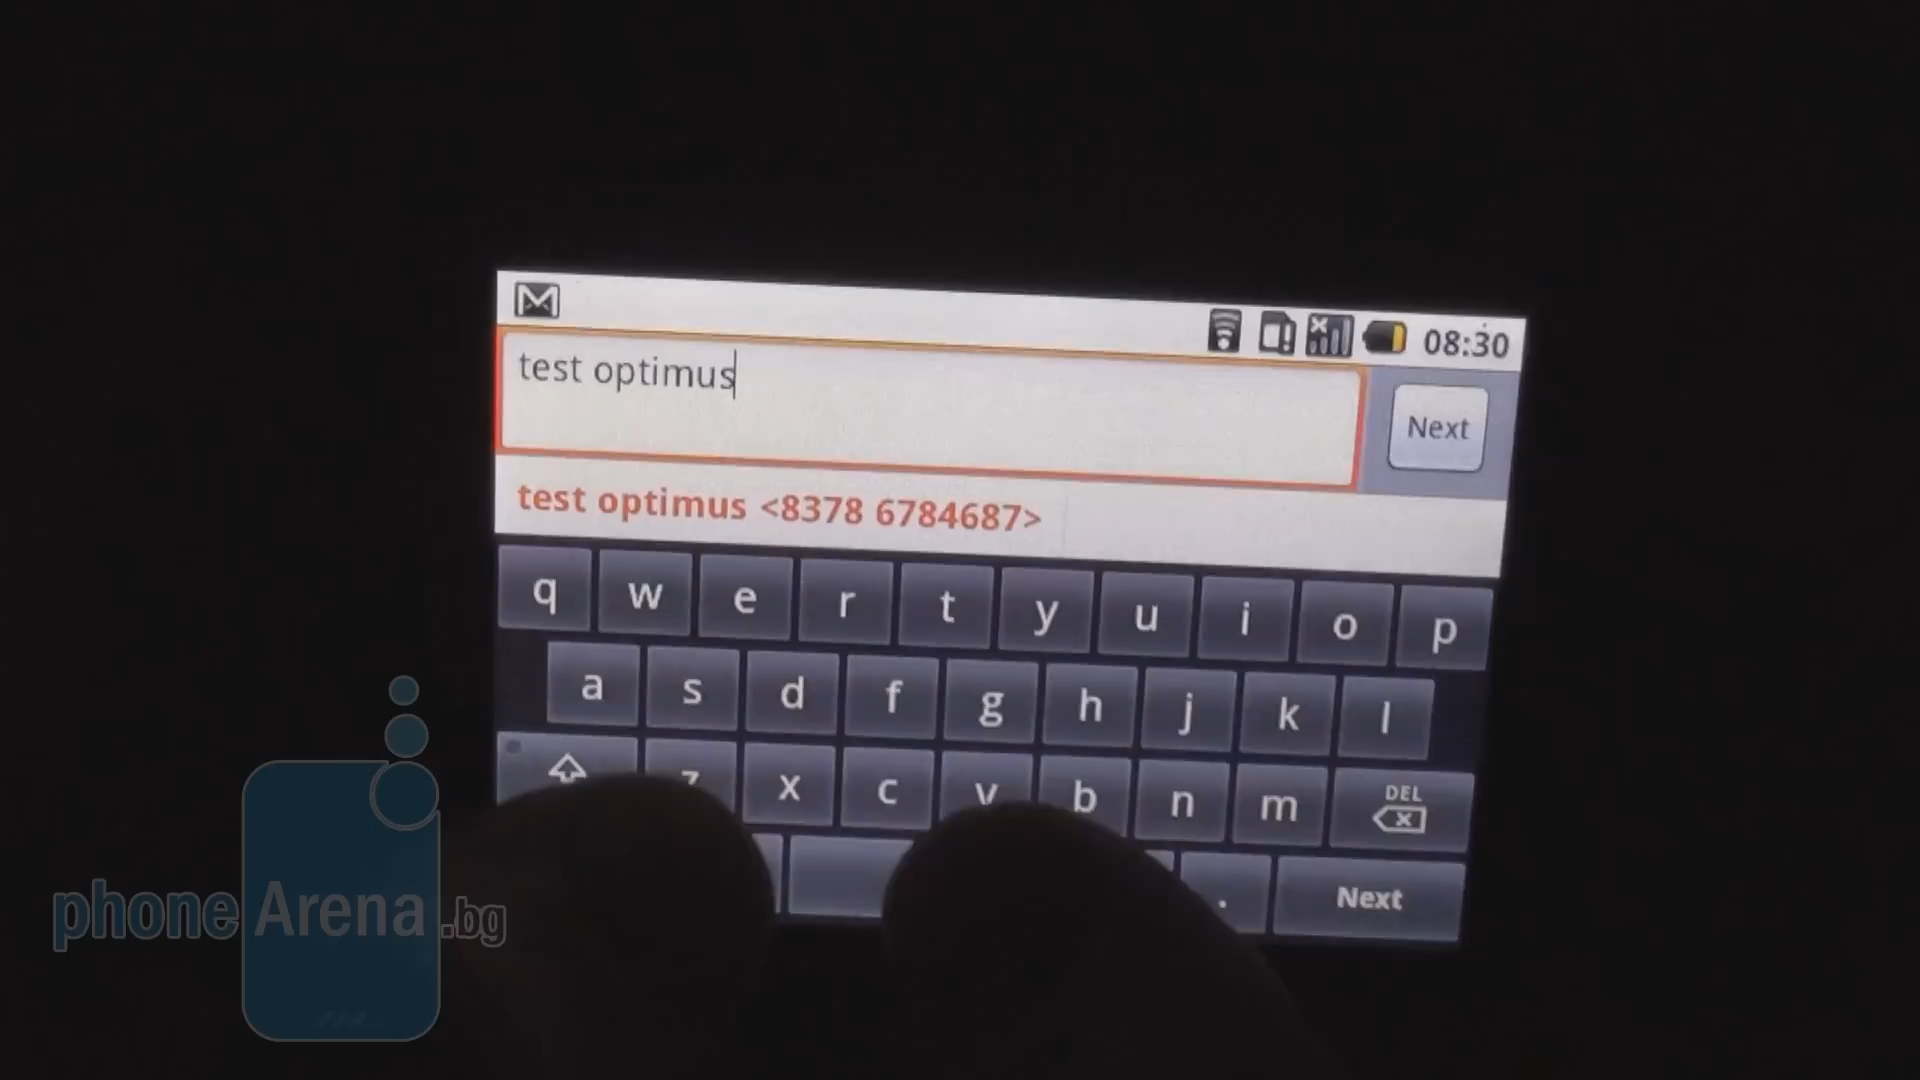 08:30
test optimus
Next
test optimus <8378 6784687>
q w e r t y u i o p
a s d f g h j k l
z x c v b n m DEL
. Next
phoneArena.bg